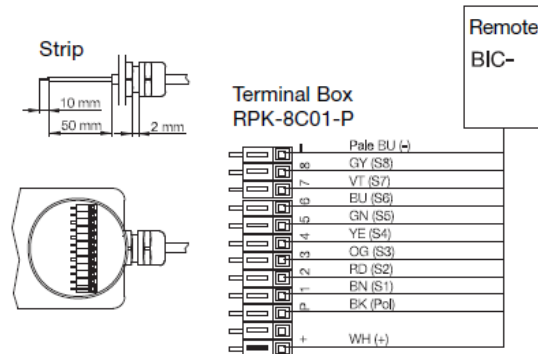 Strip
10 mm
50 mm
2 mm
Terminal Box
RPK-8C01-P
Remote
BIC-
- Pale BU (-)
8 GY (S8)
7 VT (S7)
6 BU (S6)
5 GN (S5)
4 YE (S4)
3 OG (S3)
2 RD (S2)
1 BN (S1)
P BK (Pol)
+ WH (+)